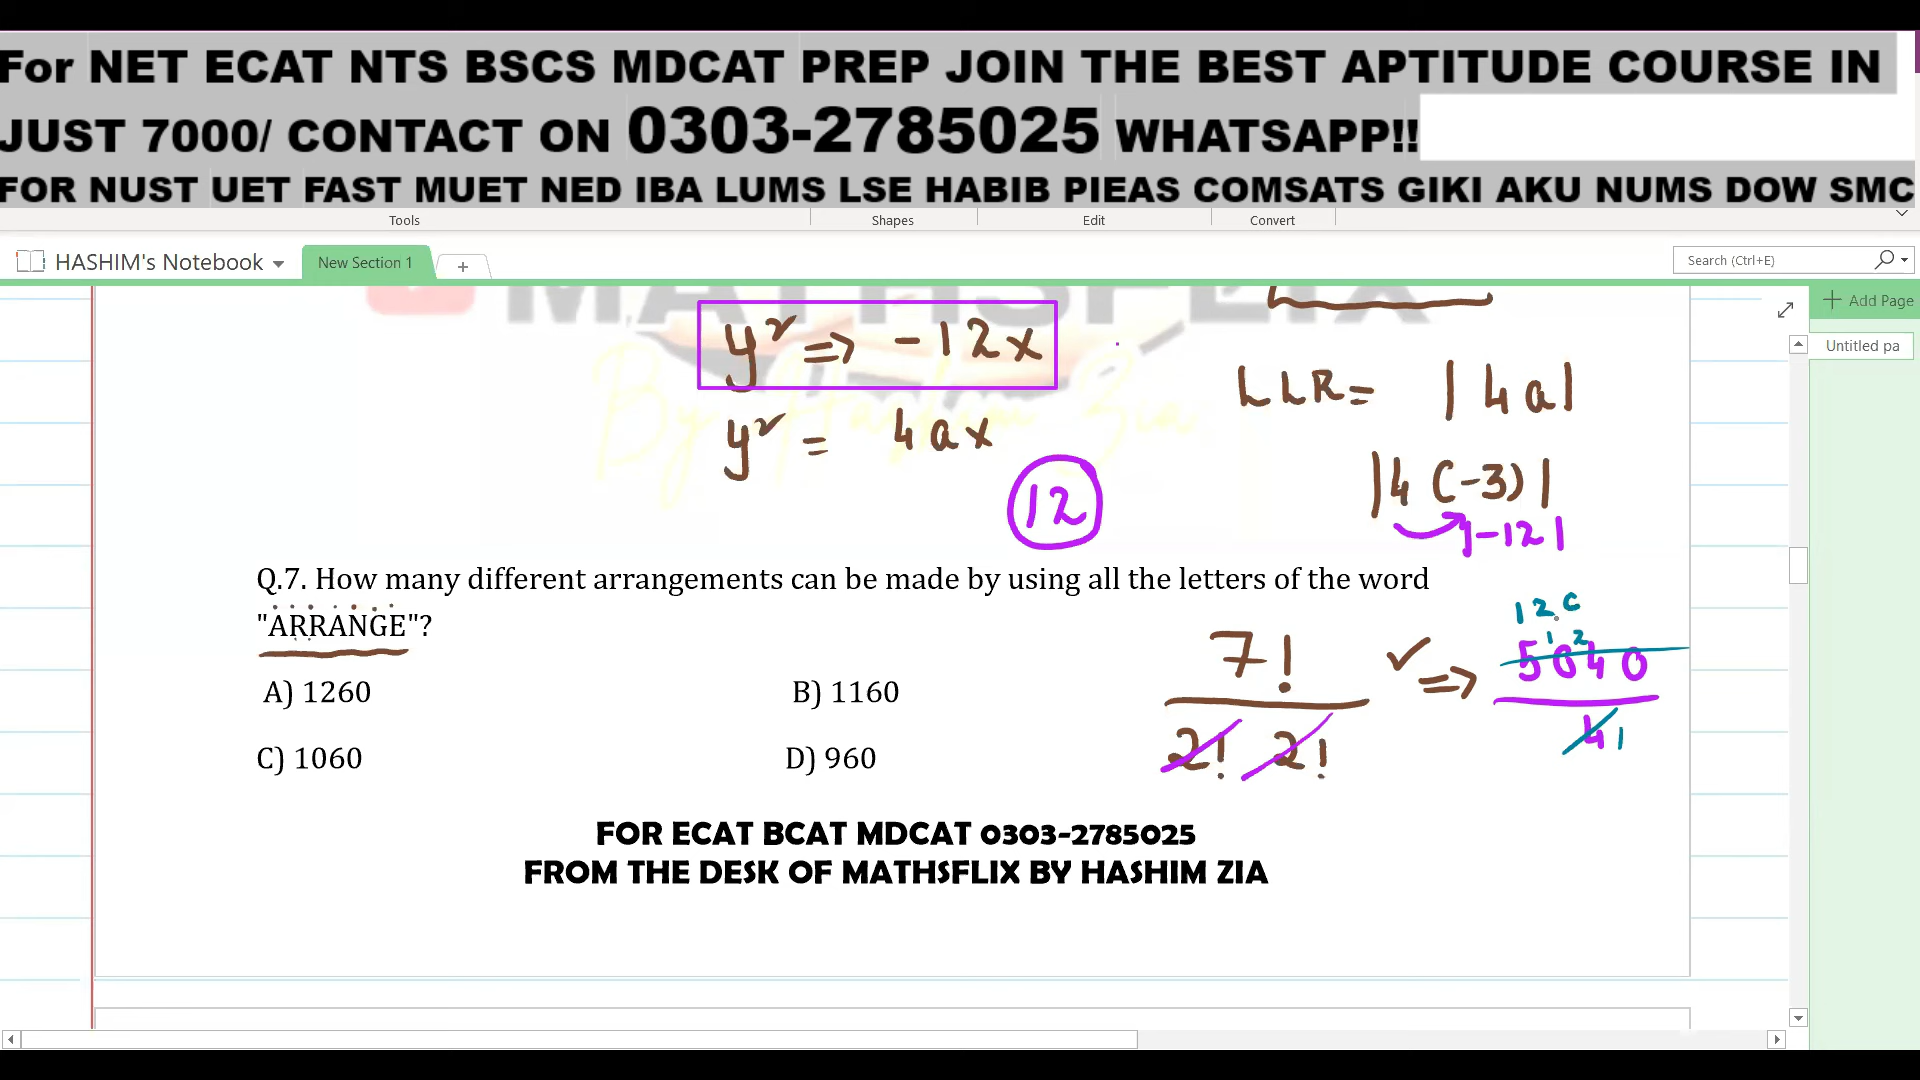 For NET ECAT NTS BSCS MDCAT PREP JOIN THE BEST APTITUDE COURSE IN
JUST 7000/ CONTACT ON 0303-2785025 WHATSAPP!!
FOR NUST UET FAST MUET NED IBA LUMS LSE HABIB PIEAS COMSATS GIKI AKU NUMS DOW SMC
Tools Shapes Edit Convert
HASHIM's Notebook New Section 1 + Search (Ctrl+E)
+ Add Page
Untitled pa
MATHSFLIX
By Hashim Zia
y² ⇒ -12x
LLR = |4a|
y² = 4ax
|4(-3)|
12
|-12|
Q.7. How many different arrangements can be made by using all the letters of the word
"ARRANGE"?
7! ✓ ⇒ 5040
2! 2! 4 1
A) 1260 B) 1160
C) 1060 D) 960
FOR ECAT BCAT MDCAT 0303-2785025
FROM THE DESK OF MATHSFLIX BY HASHIM ZIA